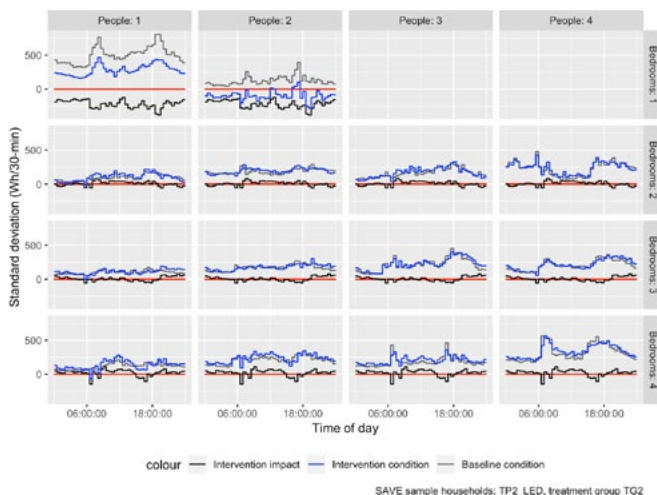 People: 1 People: 2 People: 3 People: 4
Bedrooms: 1
Bedrooms: 2
Bedrooms: 3
Bedrooms: 4
Standard deviation (Wh/30-min)
500
0
500
0
500
0
500
0
06:00:00 18:00:00 06:00:00 18:00:00 06:00:00 18:00:00 06:00:00 18:00:00
Time of day
colour Intervention impact Intervention condition Baseline condition
SAVE sample households: TP2_LED, treatment group TG2